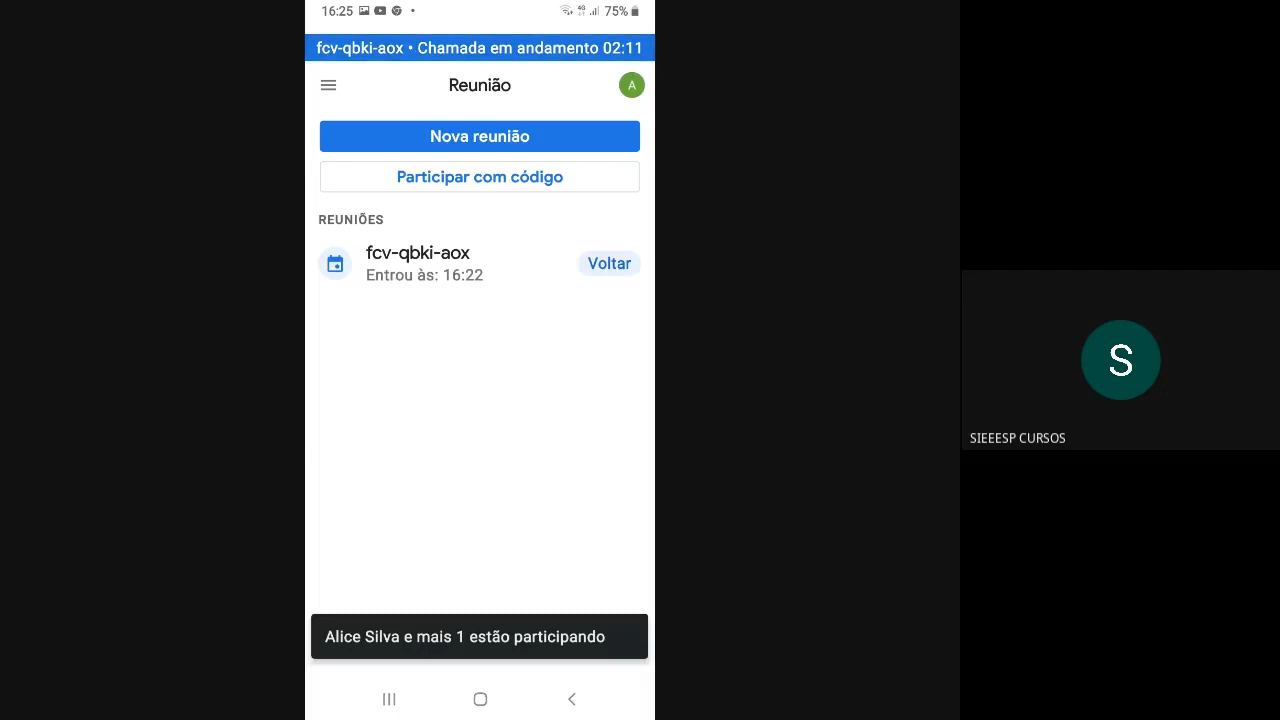 16:25
4G
75%
fcv-qbki-aox • Chamada em andamento 02:11
Reunião
A
Nova reunião
Participar com código
REUNIÕES
fcv-qbki-aox
Entrou às: 16:22
Voltar
Alice Silva e mais 1 estão participando
S
SIEEESP CURSOS